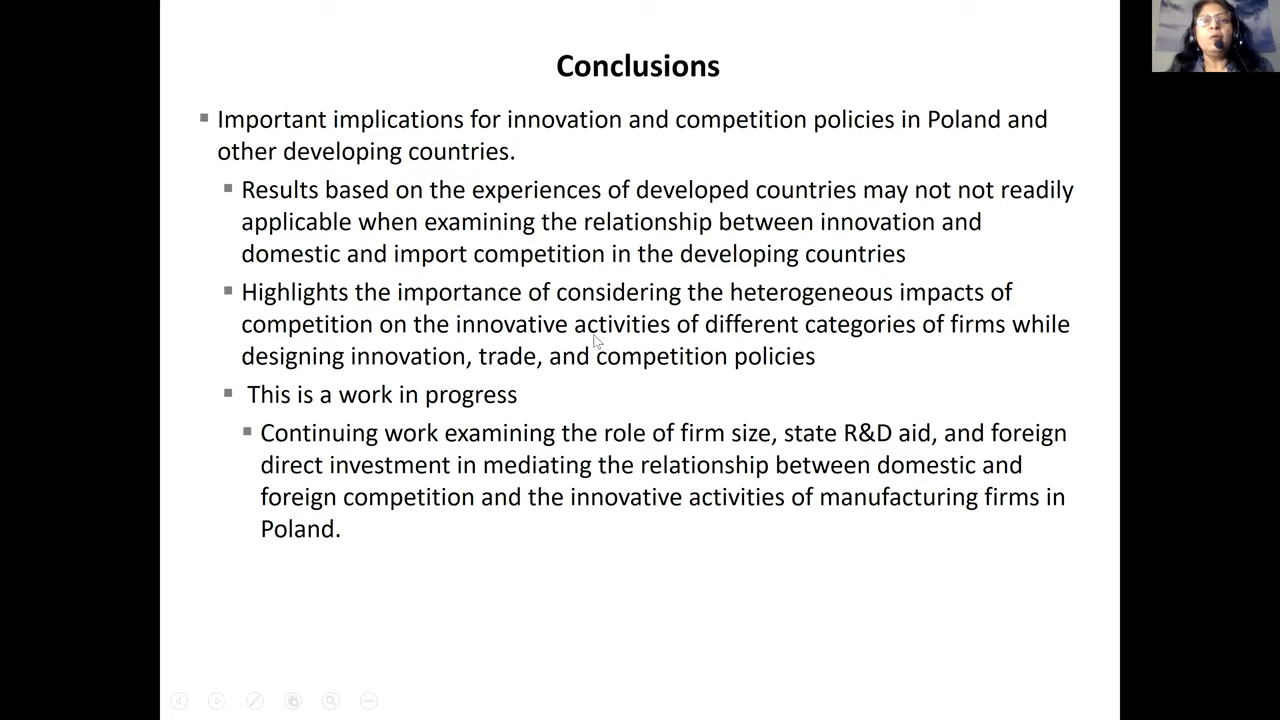 Conclusions
Important implications for innovation and competition policies in Poland and
other developing countries.
Results based on the experiences of developed countries may not not readily
applicable when examining the relationship between innovation and
domestic and import competition in the developing countries
Highlights the importance of considering the heterogeneous impacts of
competition on the innovative activities of different categories of firms while
designing innovation, trade, and competition policies
This is a work in progress
Continuing work examining the role of firm size, state R&D aid, and foreign
direct investment in mediating the relationship between domestic and
foreign competition and the innovative activities of manufacturing firms in
Poland.